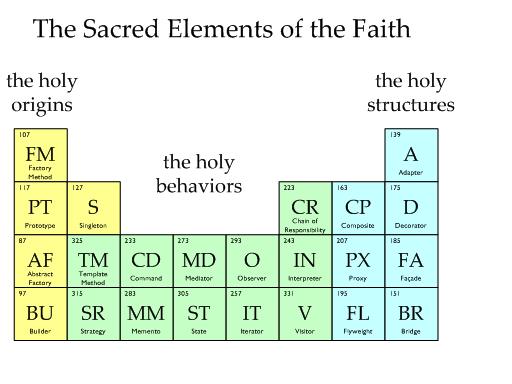 The Sacred Elements of the Faith
the holy
origins
the holy
structures
the holy
behaviors
107
FM
Factory
Method
139
A
Adapter
117
PT
Prototype
127
S
Singleton
223
CR
Chain of
Responsibility
163
CP
Composite
175
D
Decorator
87
AF
Abstract
Factory
325
TM
Template
Method
233
CD
Command
273
MD
Mediator
293
O
Observer
243
IN
Interpreter
207
PX
Proxy
185
FA
Façade
97
BU
Builder
315
SR
Strategy
283
MM
Memento
305
ST
State
257
IT
Iterator
331
V
Visitor
195
FL
Flyweight
151
BR
Bridge